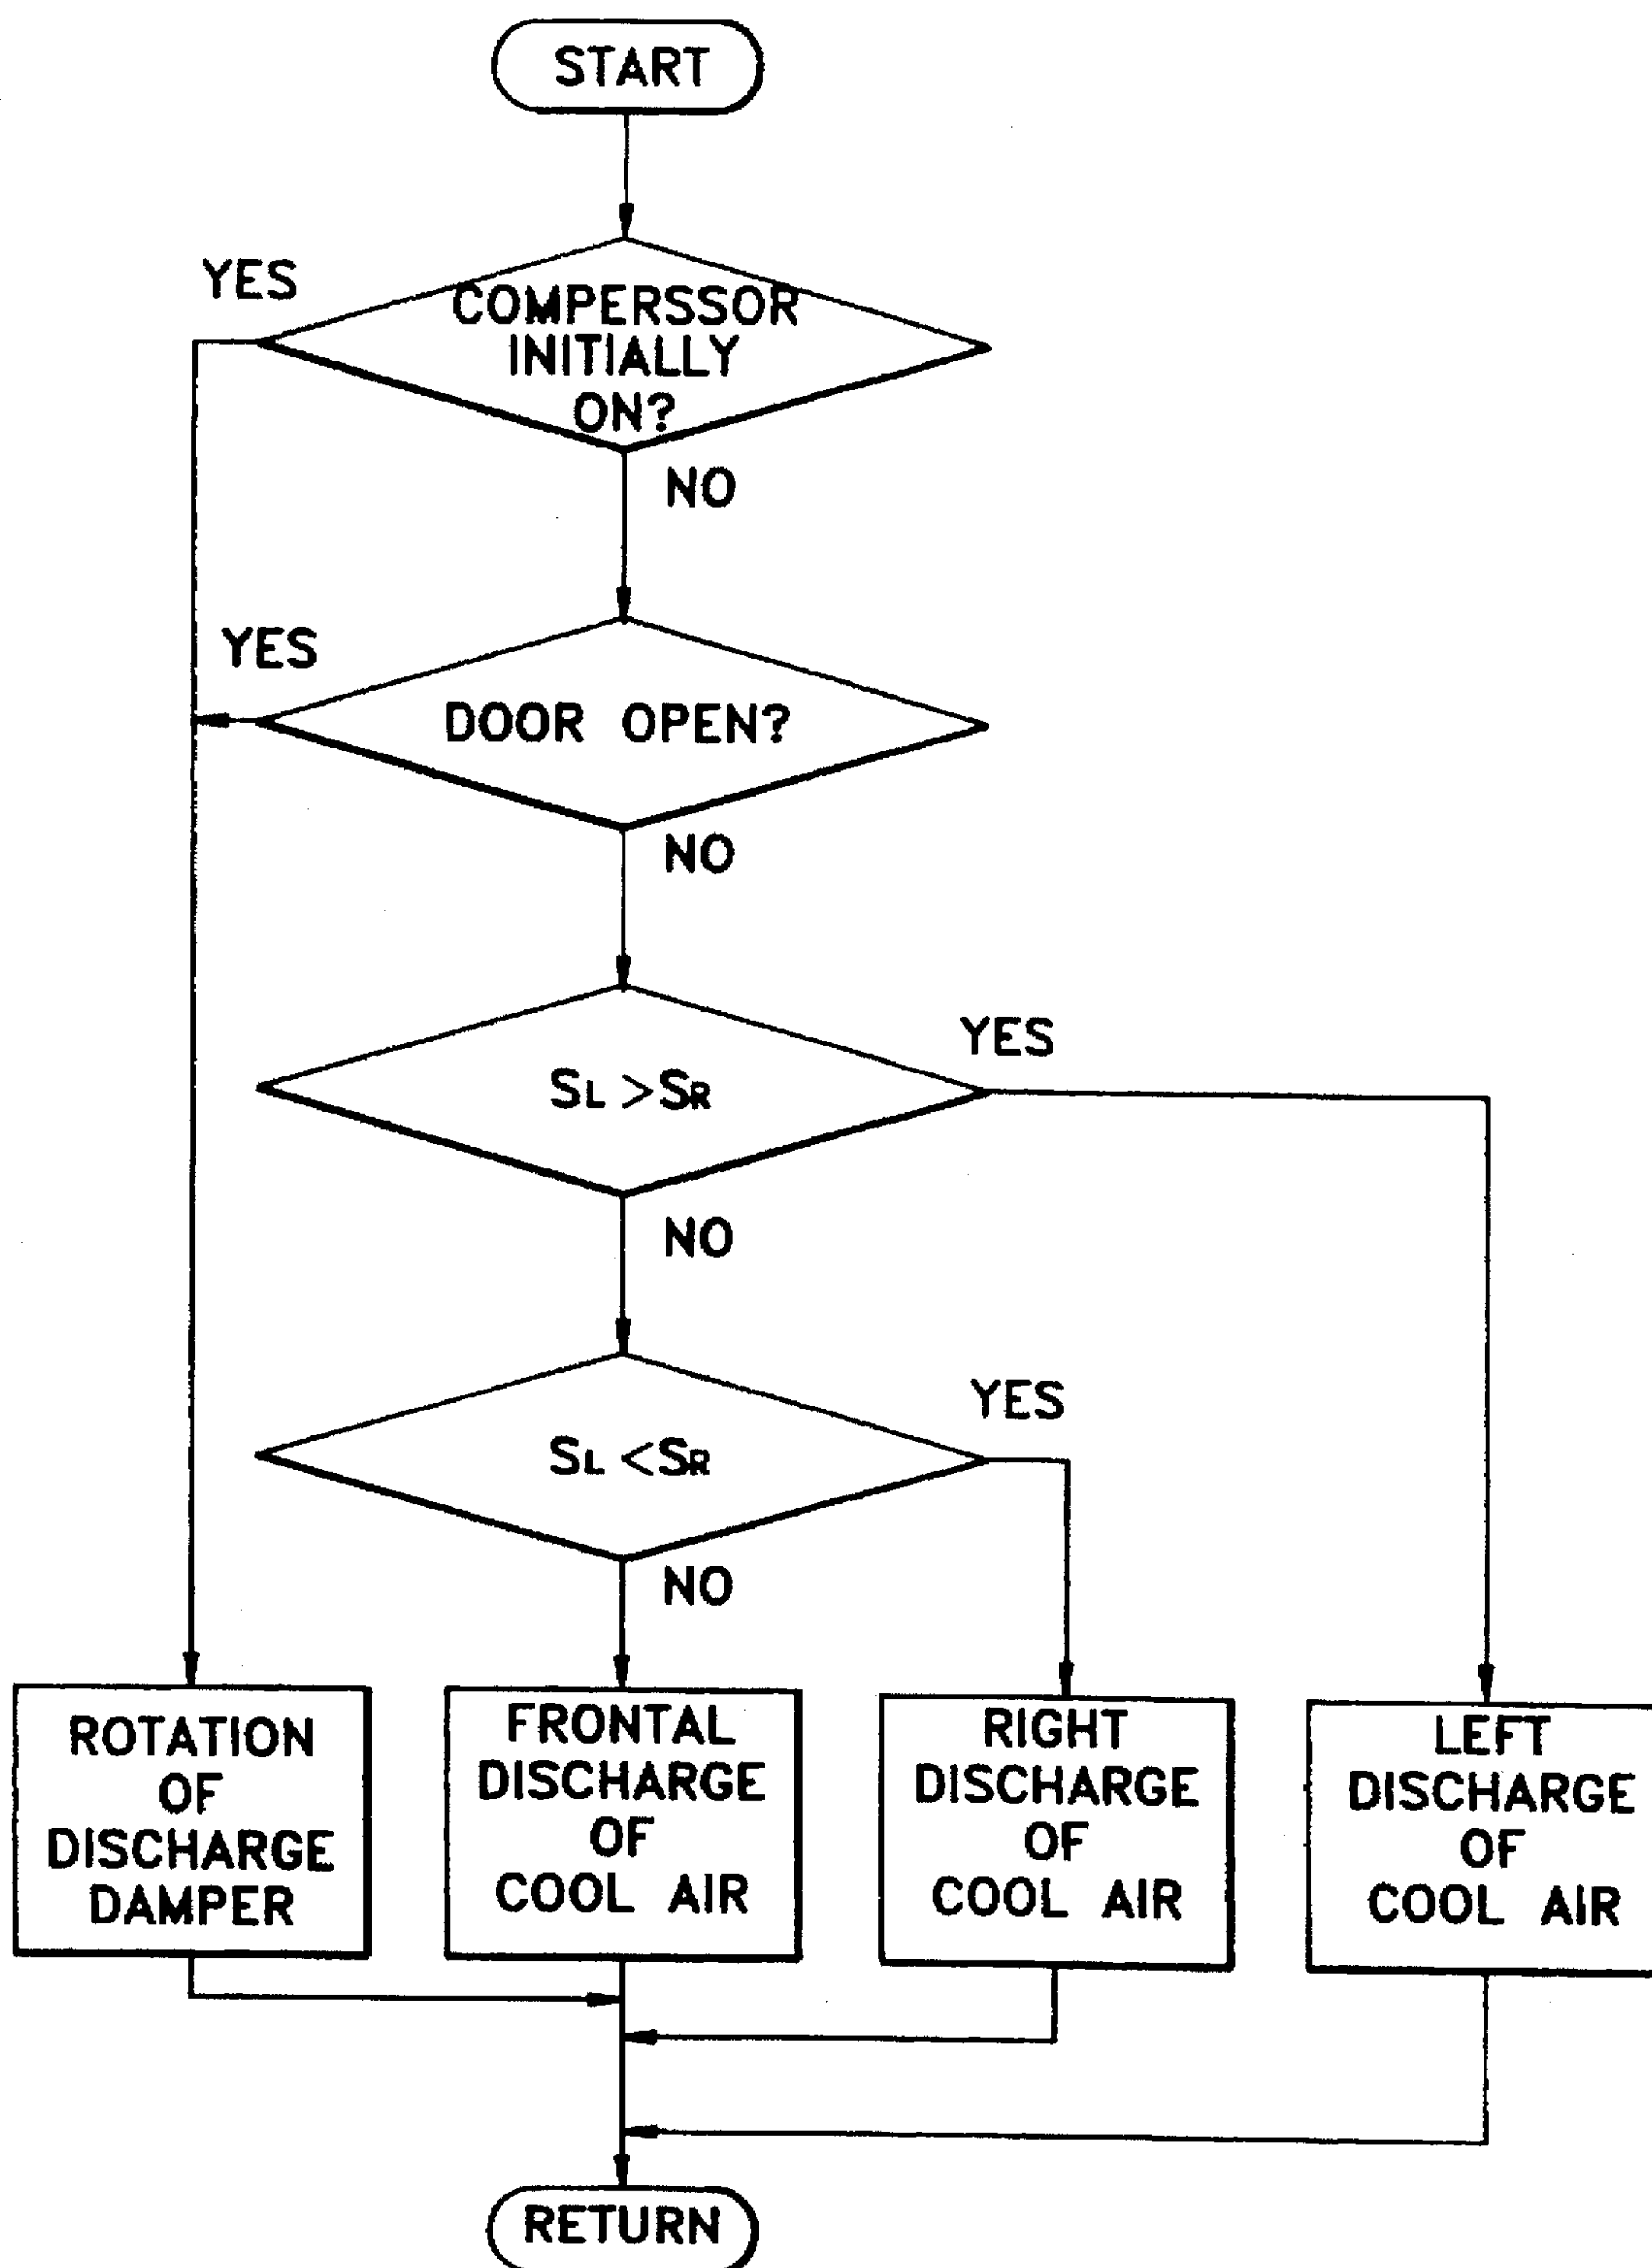 START
YES
COMPERSSOR
INITIALLY
ON?
NO
YES
DOOR OPEN?
NO
YES
SL >SR
NO
YES
SL <SR
NO
ROTATION
OF
DISCHARGE
DAMPER
FRONTAL
DISCHARGE
OF
COOL AIR
RIGHT
DISCHARGE
OF
COOL AIR
LEFT
DISCHARGE
OF
COOL AIR
RETURN